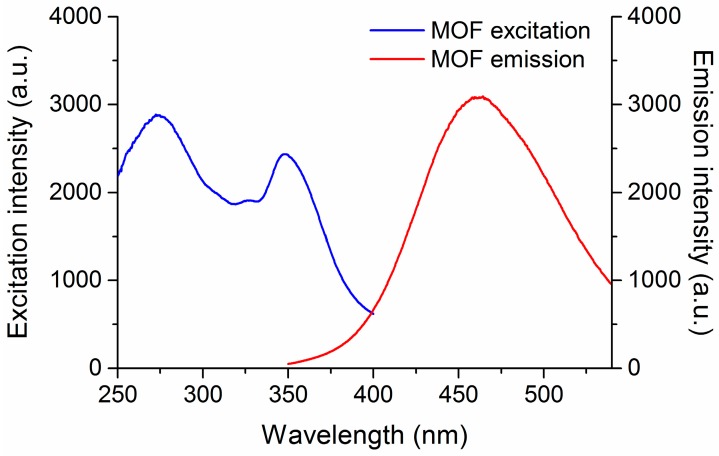 MOF excitation
MOF emission
Excitation intensity (a.u.)
4000
3000
2000
1000
0
4000
3000
2000
1000
0
Emission intensity (a.u.)
250 300 350 400 450 500
Wavelength (nm)